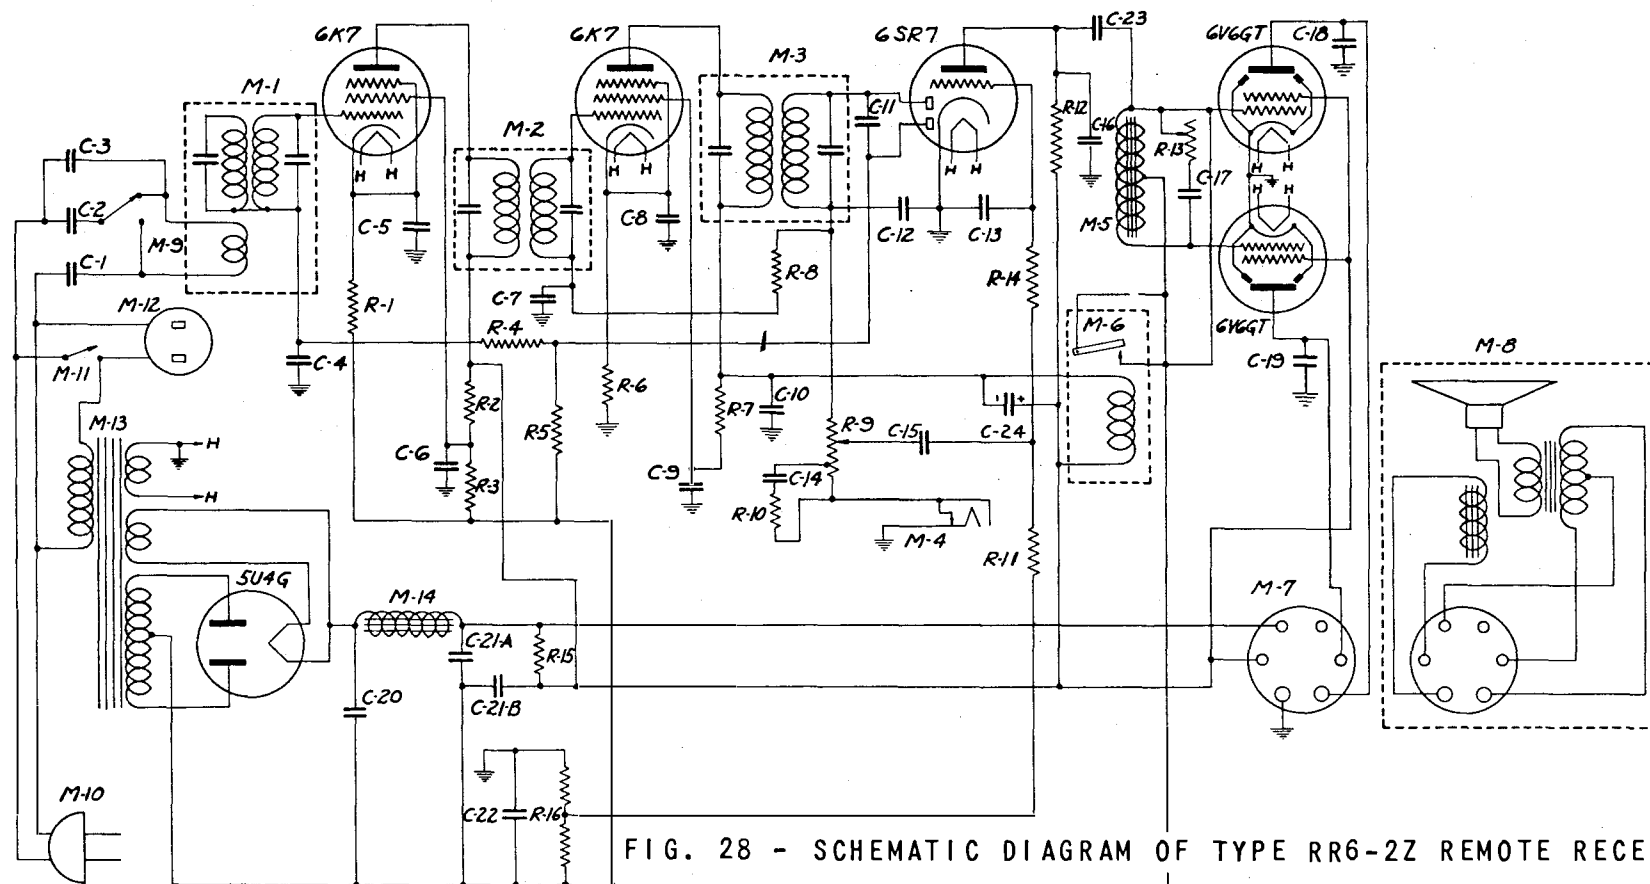 6K7
6K7
6SR7
C-23
6V6GT
C-18
M-1
M-2
M-3
C-11
R-12
C-16
R-13
C-17
M-5
C-3
C-2
M-9
C-1
C-5
C-8
C-12
C-13
H H
H H
H H
H H
H H
M-12
M-11
R-1
C-4
C-7
R-4
R-8
R-14
M-6
6V6GT
C-19
M-8
R-2
R-5
R-6
R-7
C-10
R-9
C-15
C-24
+
M-13
H
H
C-6
R-3
C-9
C-14
R-10
M-4
R-11
5U4G
M-14
C-21-A
R-15
C-21-B
C-20
M-7
M-10
C-22
R-16
FIG. 28 - SCHEMATIC DIAGRAM OF TYPE RR6-2Z REMOTE RECE